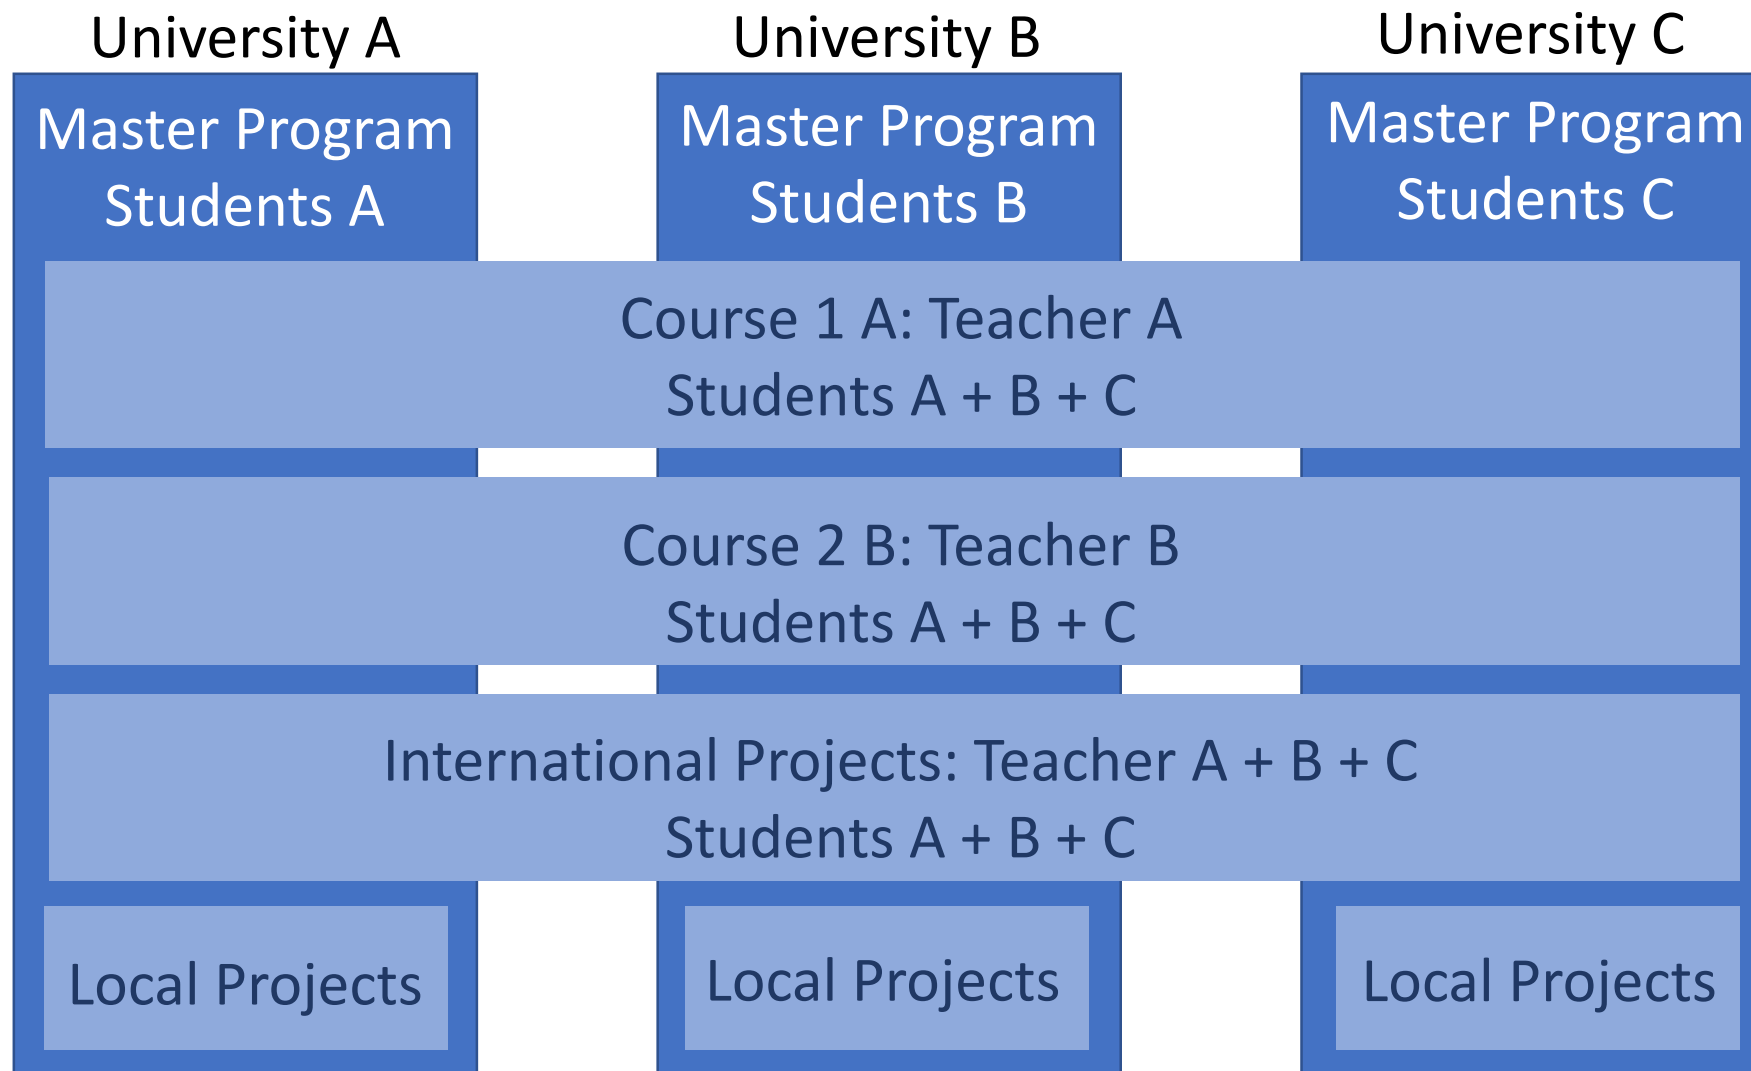 University A
University B
University C
Master Program
Students A
Master Program
Students B
Master Program
Students C
Course 1 A: Teacher A
Students A + B + C
Course 2 B: Teacher B
Students A + B + C
International Projects: Teacher A + B + C
Students A + B + C
Local Projects
Local Projects
Local Projects